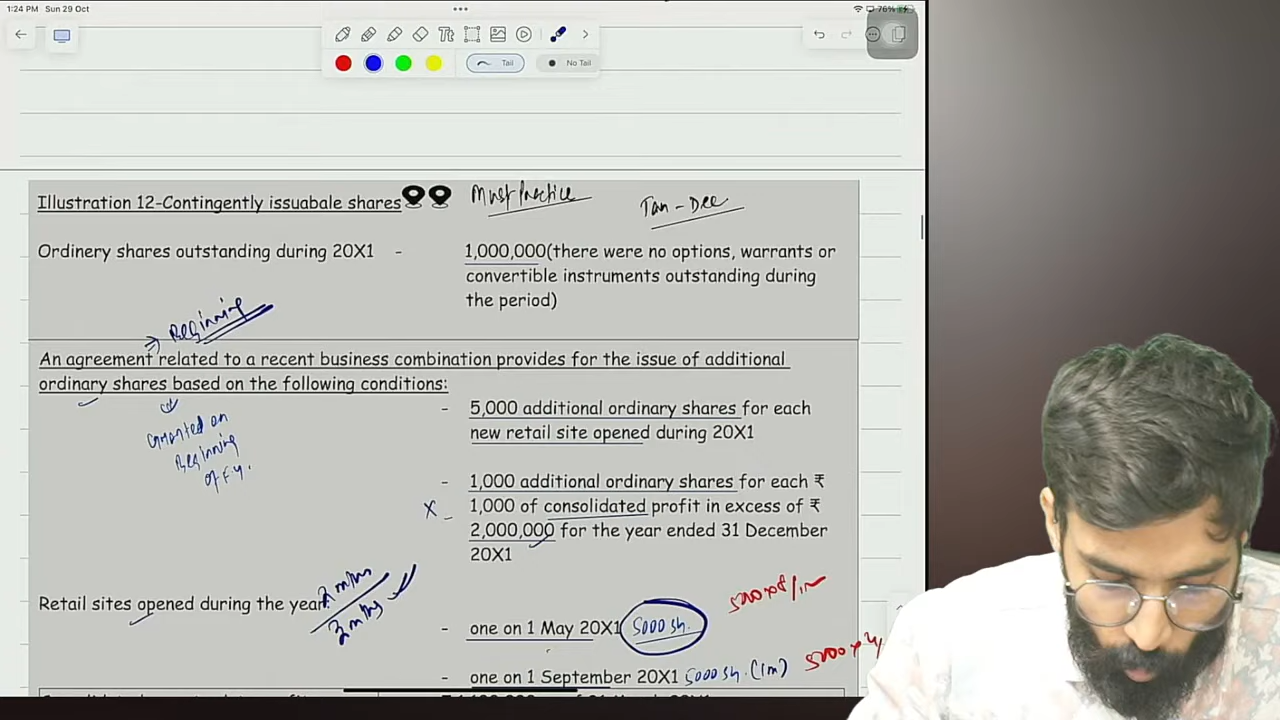 1:24 PM Sun 29 Oct
76%
Tail
No Tail
Illustration 12-Contingently issuabale shares
Must Practice
Jan - Dec
Ordinery shares outstanding during 20X1 - 1,000,000(there were no options, warrants or
convertible instruments outstanding during
the period)
Beginning
An agreement related to a recent business combination provides for the issue of additional
ordinary shares based on the following conditions:
- 5,000 additional ordinary shares for each
new retail site opened during 20X1
Beginning
of F.Y.
- 1,000 additional ordinary shares for each ₹
X - 1,000 of consolidated profit in excess of ₹
2,000,000 for the year ended 31 December
20X1
Retail sites opened during the year
- one on 1 May 20X1 5000 sh.
- one on 1 September 20X1 5000 sh. (1m)